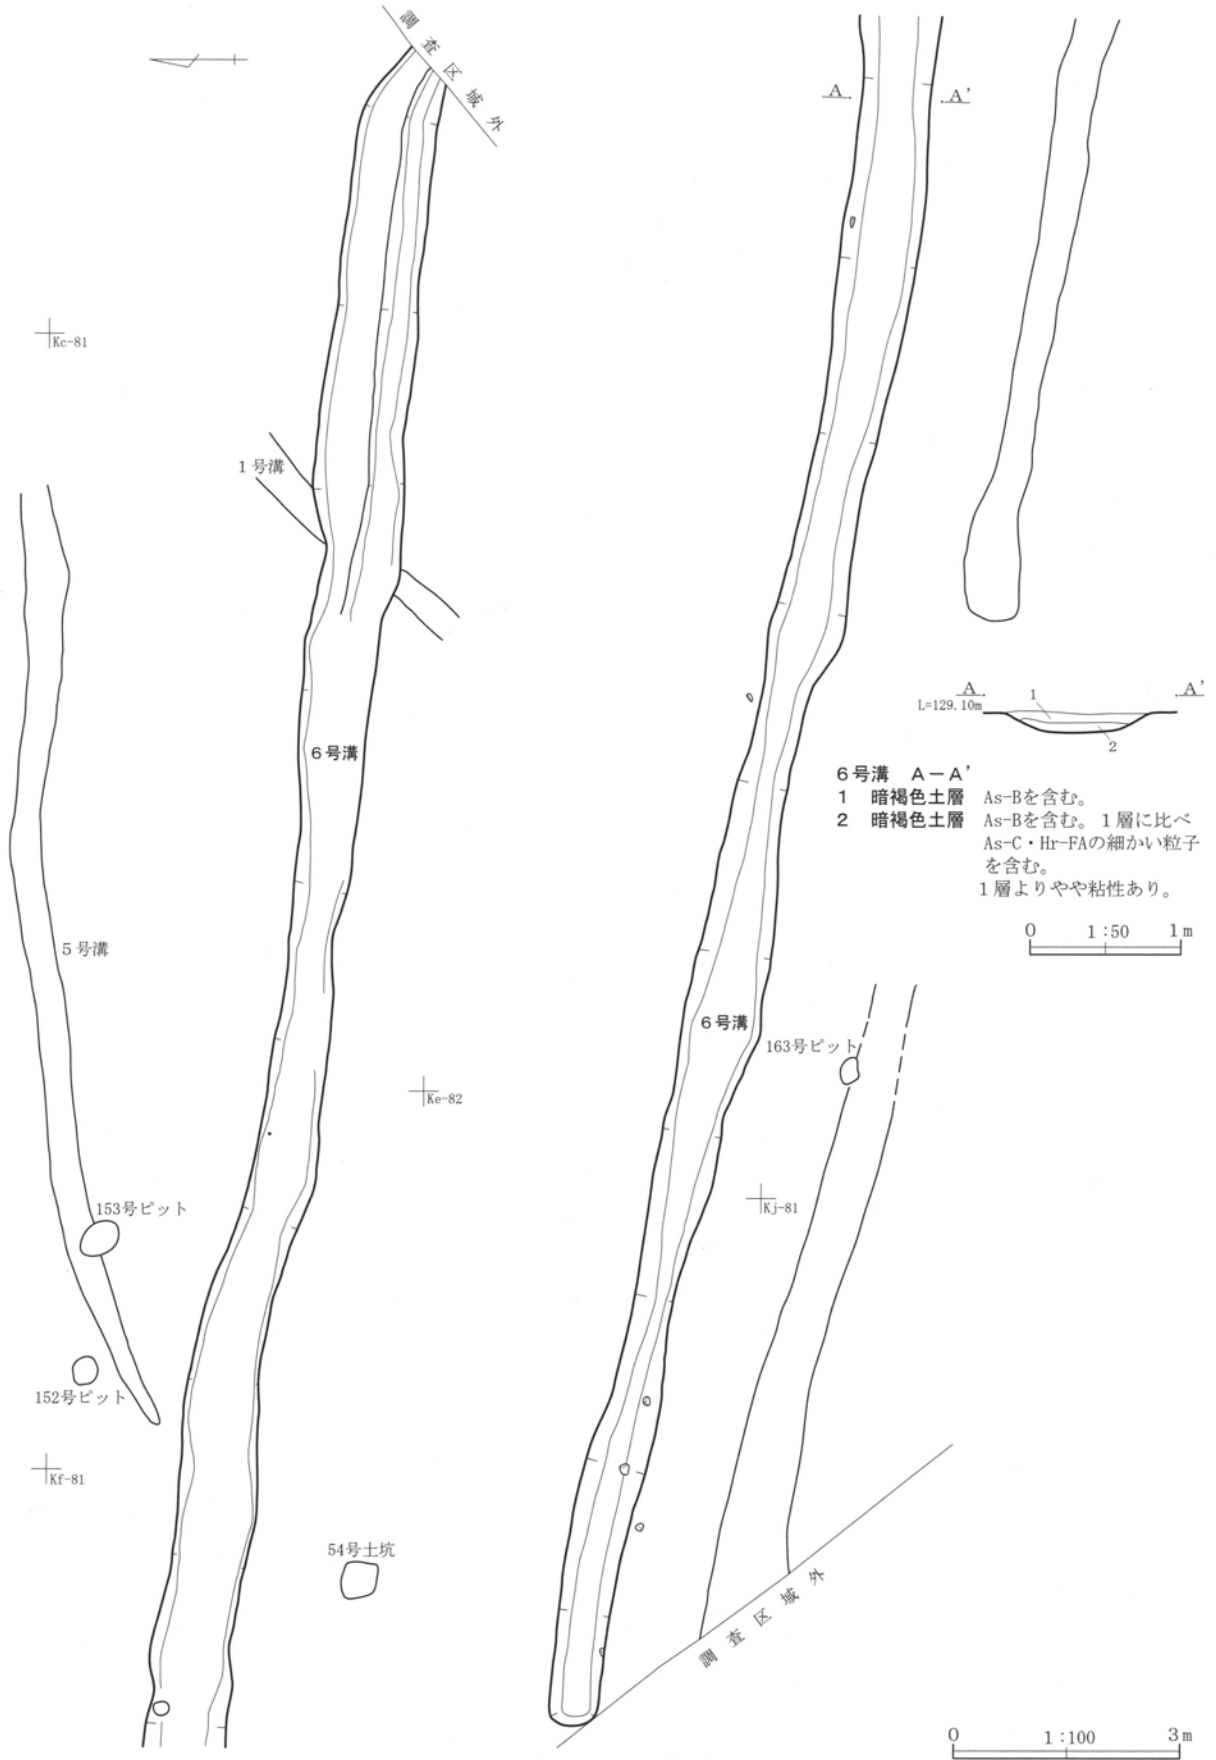 調査区域外
Kc-81
1号溝
6号溝
5号溝
Ke-82
153号ピット
152号ピット
Kf-81
54号土坑
A. .A'
A. .A'
L=129.10m
1
2
6号溝 A-A'
1 暗褐色土層 As-Bを含む。
2 暗褐色土層 As-Bを含む。1層に比べ
As-C・Hr-FAの細かい粒子
を含む。
1層よりやや粘性あり。
0 1:50 1m
6号溝
163号ピット
Kj-81
調査区域外
0 1:100 3m